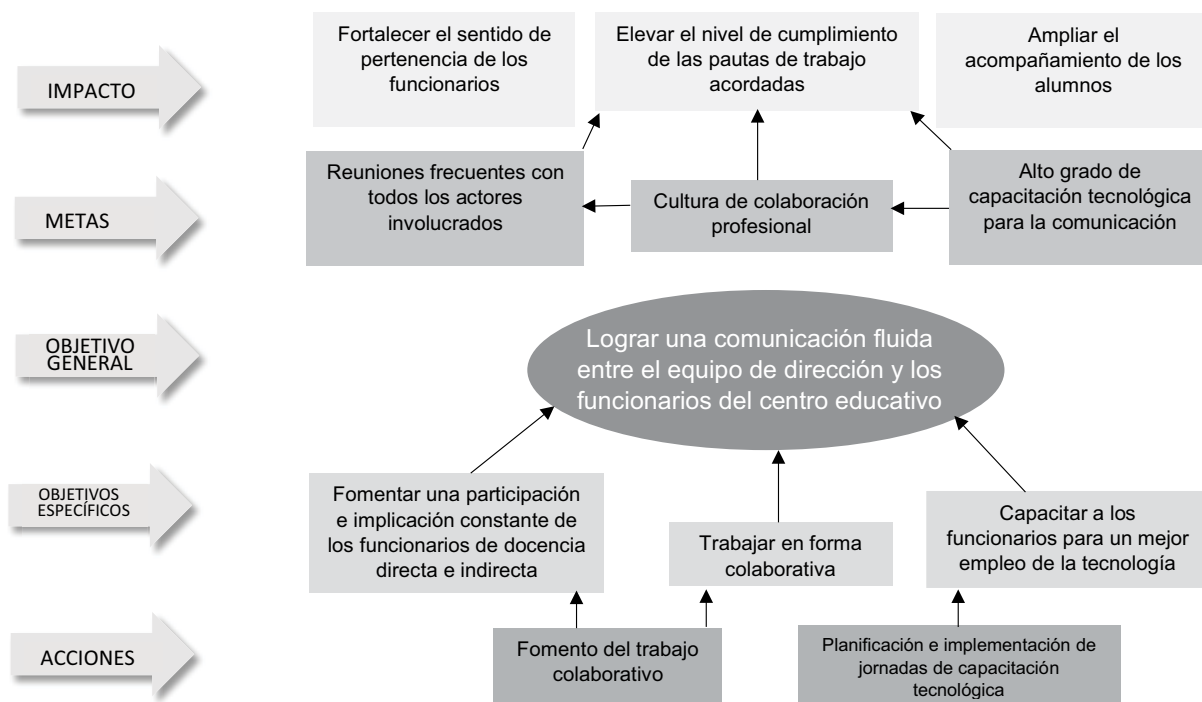 IMPACTO
Fortalecer el sentido de
pertenencia de los
funcionarios
Elevar el nivel de cumplimiento
de las pautas de trabajo
acordadas
Ampliar el
acompañamiento de los
alumnos
METAS
Reuniones frecuentes con
todos los actores
involucrados
Cultura de colaboración
profesional
Alto grado de
capacitación tecnológica
para la comunicación
OBJETIVO
GENERAL
Lograr una comunicación fluida
entre el equipo de dirección y los
funcionarios del centro educativo
OBJETIVOS
ESPECÍFICOS
Fomentar una participación
e implicación constante de
los funcionarios de docencia
directa e indirecta
Trabajar en forma
colaborativa
Capacitar a los
funcionarios para un mejor
empleo de la tecnología
ACCIONES
Fomento del trabajo
colaborativo
Planificación e implementación de
jornadas de capacitación
tecnológica